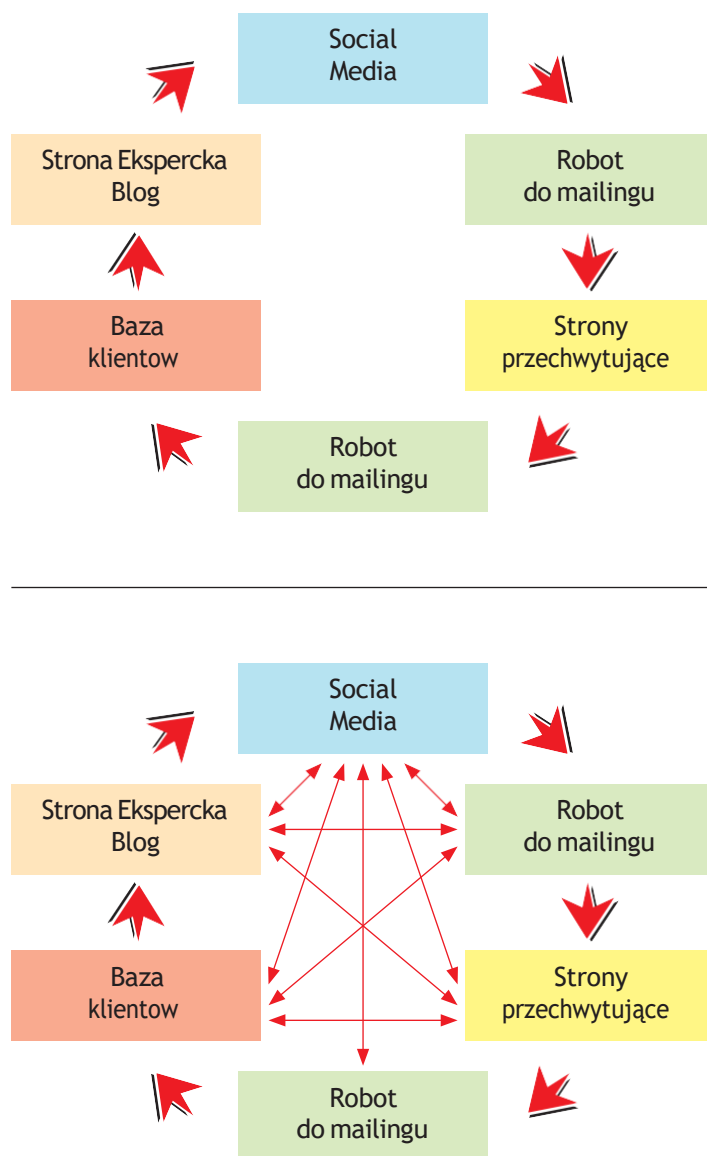 Social
Media
Strona Ekspercka
Blog
Robot
do mailingu
Baza
klientow
Strony
przechwytujące
Robot
do mailingu
Social
Media
Strona Ekspercka
Blog
Robot
do mailingu
Baza
klientow
Strony
przechwytujące
Robot
do mailingu